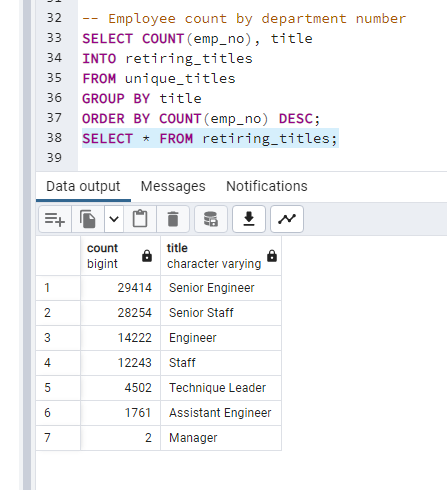 32 -- Employee count by department number
33 SELECT COUNT(emp_no), title
34 INTO retiring_titles
35 FROM unique_titles
36 GROUP BY title
37 ORDER BY COUNT(emp_no) DESC;
38 SELECT * FROM retiring_titles;
39
Data output Messages Notifications
count title
bigint character varying
1 29414 Senior Engineer
2 28254 Senior Staff
3 14222 Engineer
4 12243 Staff
5 4502 Technique Leader
6 1761 Assistant Engineer
7 2 Manager